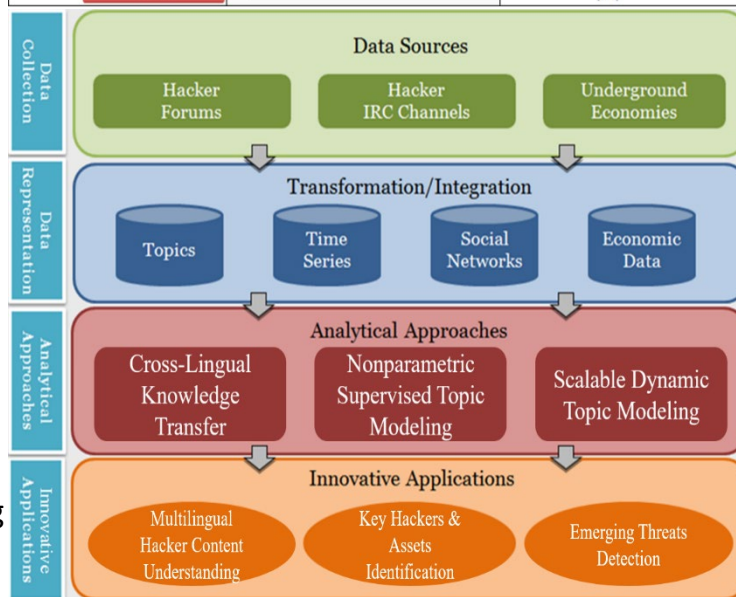 Data Collection
Data Sources
Hacker
Forums
Hacker
IRC Channels
Underground
Economies
Data Representation
Transformation/Integration
Topics
Time
Series
Social
Networks
Economic
Data
Analytical Approaches
Analytical Approaches
Cross-Lingual
Knowledge
Transfer
Nonparametric
Supervised Topic
Modeling
Scalable Dynamic
Topic Modeling
Innovative Applications
Innovative Applications
Multilingual
Hacker Content
Understanding
Key Hackers &
Assets
Identification
Emerging Threats
Detection
g